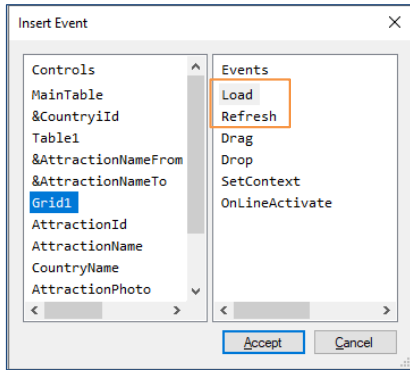 Insert Event
Controls
MainTable
&CountryiId
Table1
&AttractionNameFrom
&AttractionNameTo
Grid1
AttractionId
AttractionName
CountryName
AttractionPhoto
Events
Load
Refresh
Drag
Drop
SetContext
OnLineActivate
Accept
Cancel